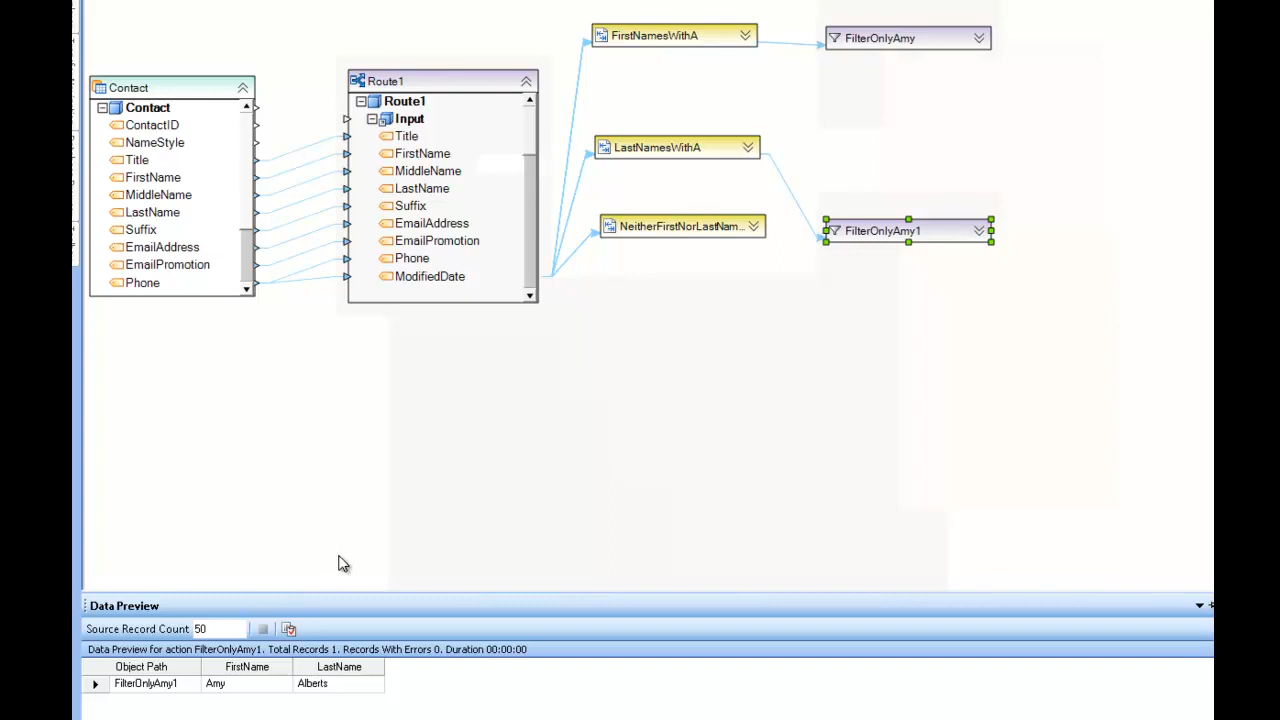 FirstNamesWithA
FilterOnlyAmy
Contact
Route1
Contact
Route1
ContactID
Input
NameStyle
Title
Title
FirstName
FirstName
MiddleName
MiddleName
LastName
LastName
Suffix
Suffix
EmailAddress
EmailAddress
EmailPromotion
EmailPromotion
Phone
Phone
ModifiedDate
LastNamesWithA
NeitherFirstNorLastNam...
FilterOnlyAmy1
Data Preview
Source Record Count 50
Data Preview for action FilterOnlyAmy1. Total Records 1. Records With Errors 0. Duration 00:00:00
Object Path FirstName LastName
FilterOnlyAmy1 Amy Alberts